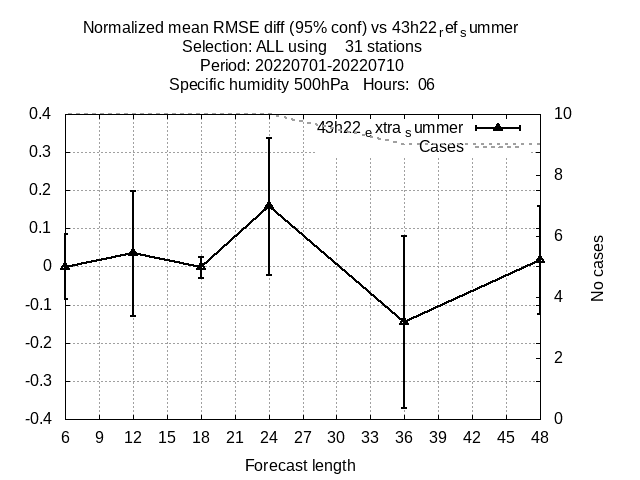 Normalized mean RMSE diff (95% conf) vs 43h22refsummer
Selection: ALL using 31 stations
Period: 20220701-20220710
Specific humidity 500hPa Hours: 06
43h22extrasummer
Cases
0.4
0.3
0.2
0.1
0
-0.1
-0.2
-0.3
-0.4
10
8
6
4
2
0
No cases
6 9 12 15 18 21 24 27 30 33 36 39 42 45 48
Forecast length